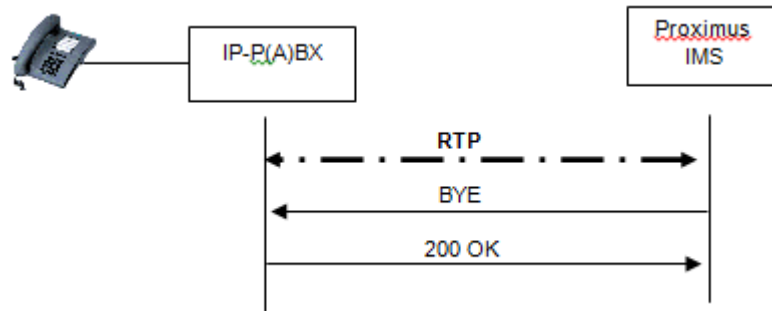 IP-P(A)BX
Proximus
IMS
RTP
BYE
200 OK